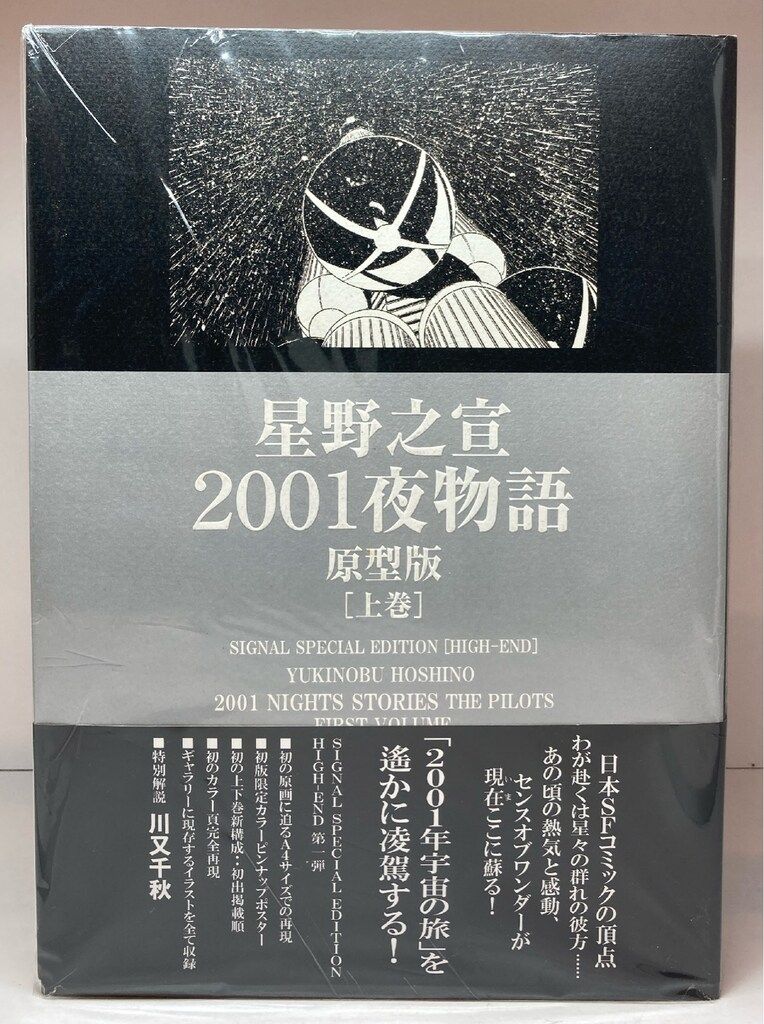 星野之宣
2001夜物語
原型版
[上巻]
SIGNAL SPECIAL EDITION [HIGH-END]
YUKINOBU HOSHINO
2001 NIGHTS STORIES THE PILOTS
FIRST VOLUME
日本SFコミックの頂点
わが赴くは星々の群れの彼方……
あの頃の熱気と感動、
センスオブワンダーが
現在ここに蘇る!
いま
「2001年宇宙の旅」を
遙かに凌駕する!
SIGNAL SPECIAL EDITION
HIGH-END 第一弾
■初の原画に迫るA4サイズでの再現
■初版限定カラーピンナップポスター
■初の上下巻新構成・初出掲載順
■初のカラー頁完全再現
■ギャラリーに現存するイラストを全て収録
■特別解説 川又千秋